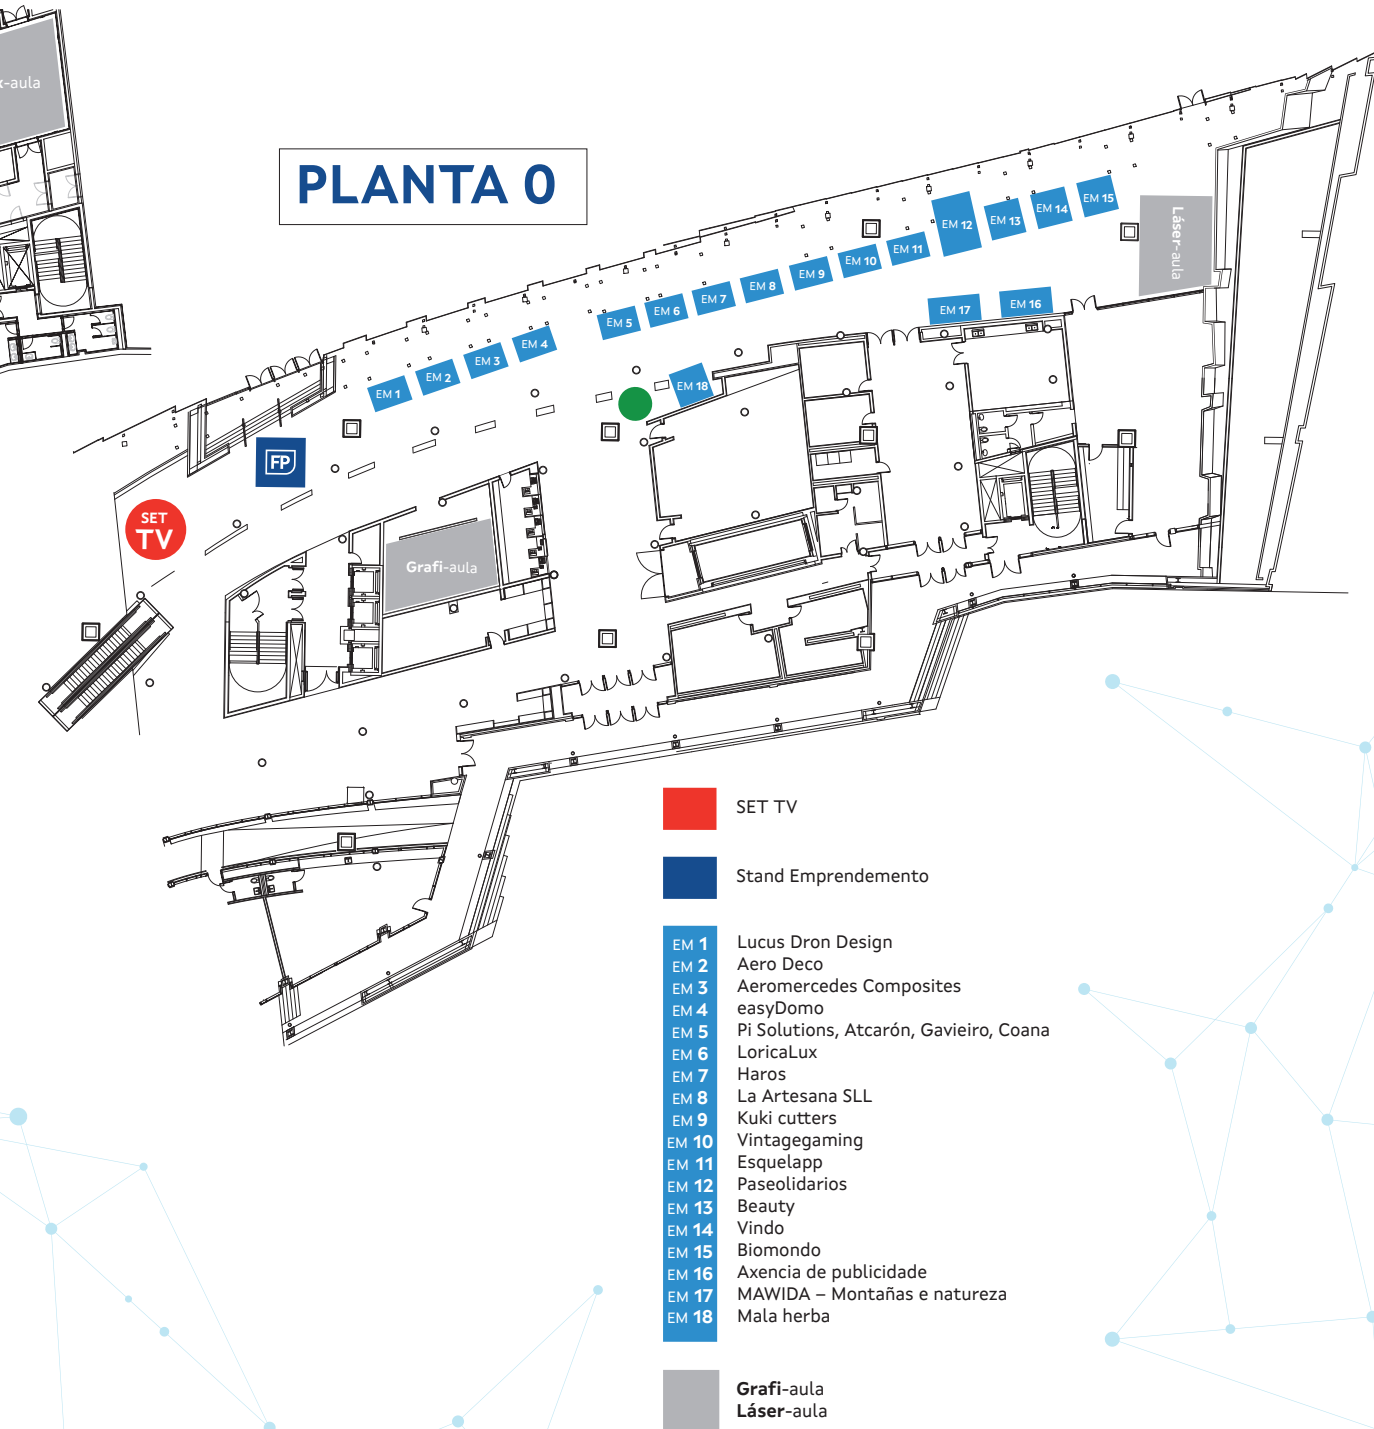 -aula
PLANTA 0
EM 1
EM 2
EM 3
EM 4
EM 5
EM 6
EM 7
EM 8
EM 9
EM 10
EM 11
EM 12
EM 13
EM 14
EM 15
EM 16
EM 17
EM 18
Láser-aula
FP
SET
TV
Grafi-aula
SET TV
Stand Emprendemento
EM 1 Lucus Dron Design
EM 2 Aero Deco
EM 3 Aeromercedes Composites
EM 4 easyDomo
EM 5 Pi Solutions, Atcarón, Gavieiro, Coana
EM 6 LoricaLux
EM 7 Haros
EM 8 La Artesana SLL
EM 9 Kuki cutters
EM 10 Vintagegaming
EM 11 Esquelapp
EM 12 Paseolidarios
EM 13 Beauty
EM 14 Vindo
EM 15 Biomondo
EM 16 Axencia de publicidade
EM 17 MAWIDA – Montañas e natureza
EM 18 Mala herba
Grafi-aula
Láser-aula